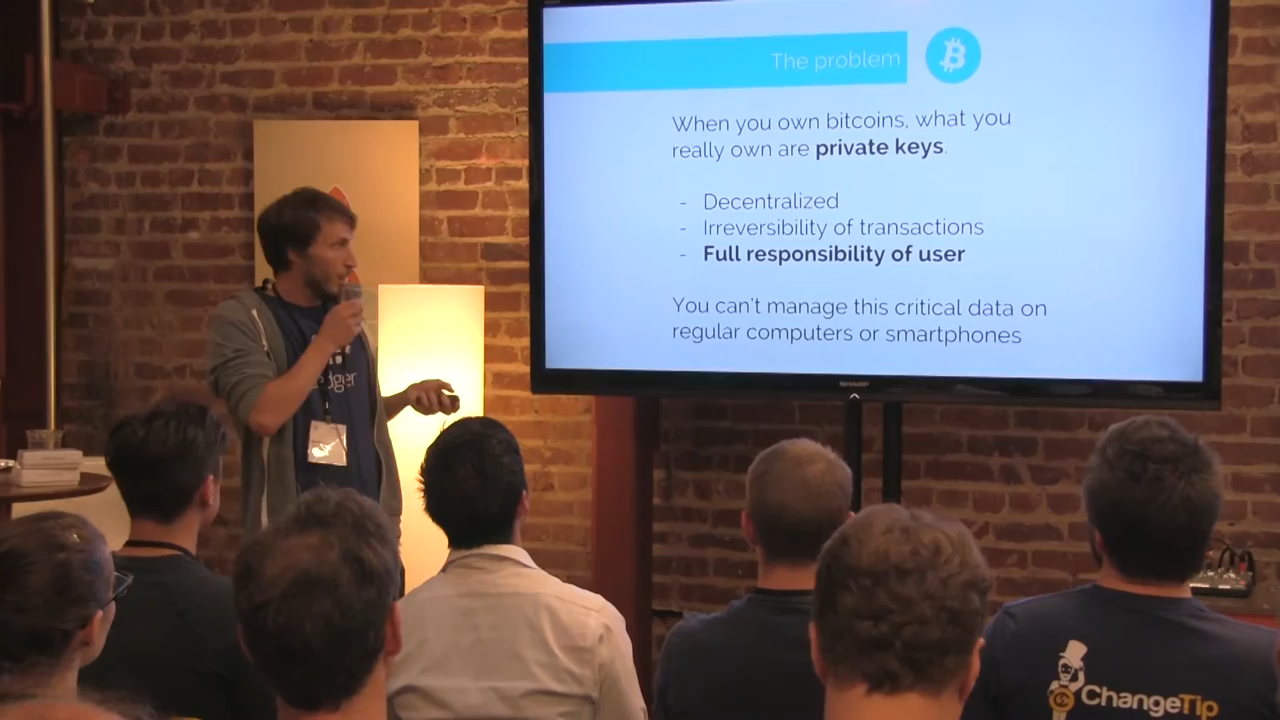 The problem
When you own bitcoins, what you
really own are private keys.
- Decentralized
- Irreversibility of transactions
- Full responsibility of user
You can't manage this critical data on
regular computers or smartphones
SHARP
ChangeTip